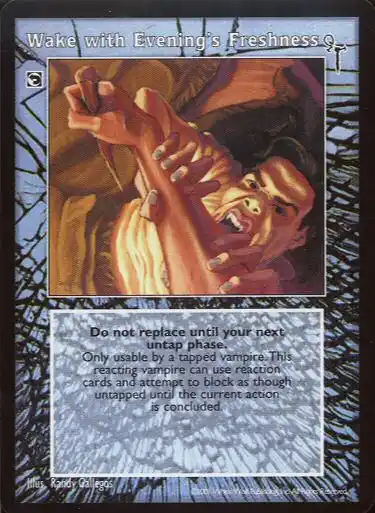 Wake with Evening's Freshness
Do not replace until your next
untap phase.
Only usable by a tapped vampire. This
reacting vampire can use reaction
cards and attempt to block as though
untapped until the current action
is concluded.
Illus. Randy Gallegos